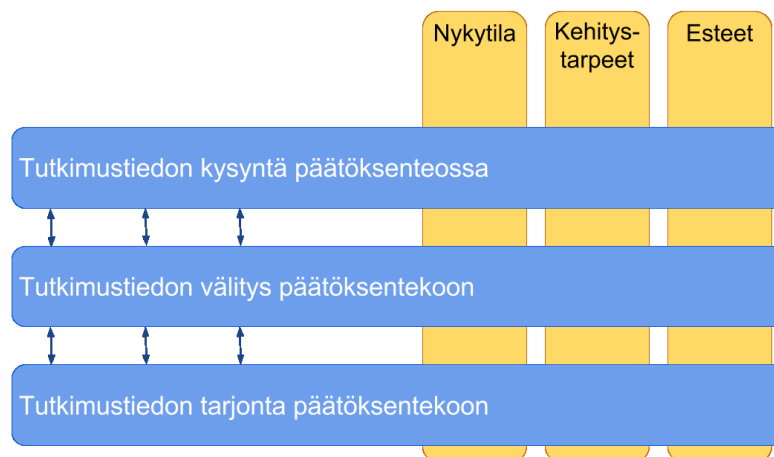 Nykytila
Kehitys-
tarpeet
Esteet
Tutkimustiedon kysyntä päätöksenteossa
Tutkimustiedon välitys päätöksentekoon
Tutkimustiedon tarjonta päätöksentekoon